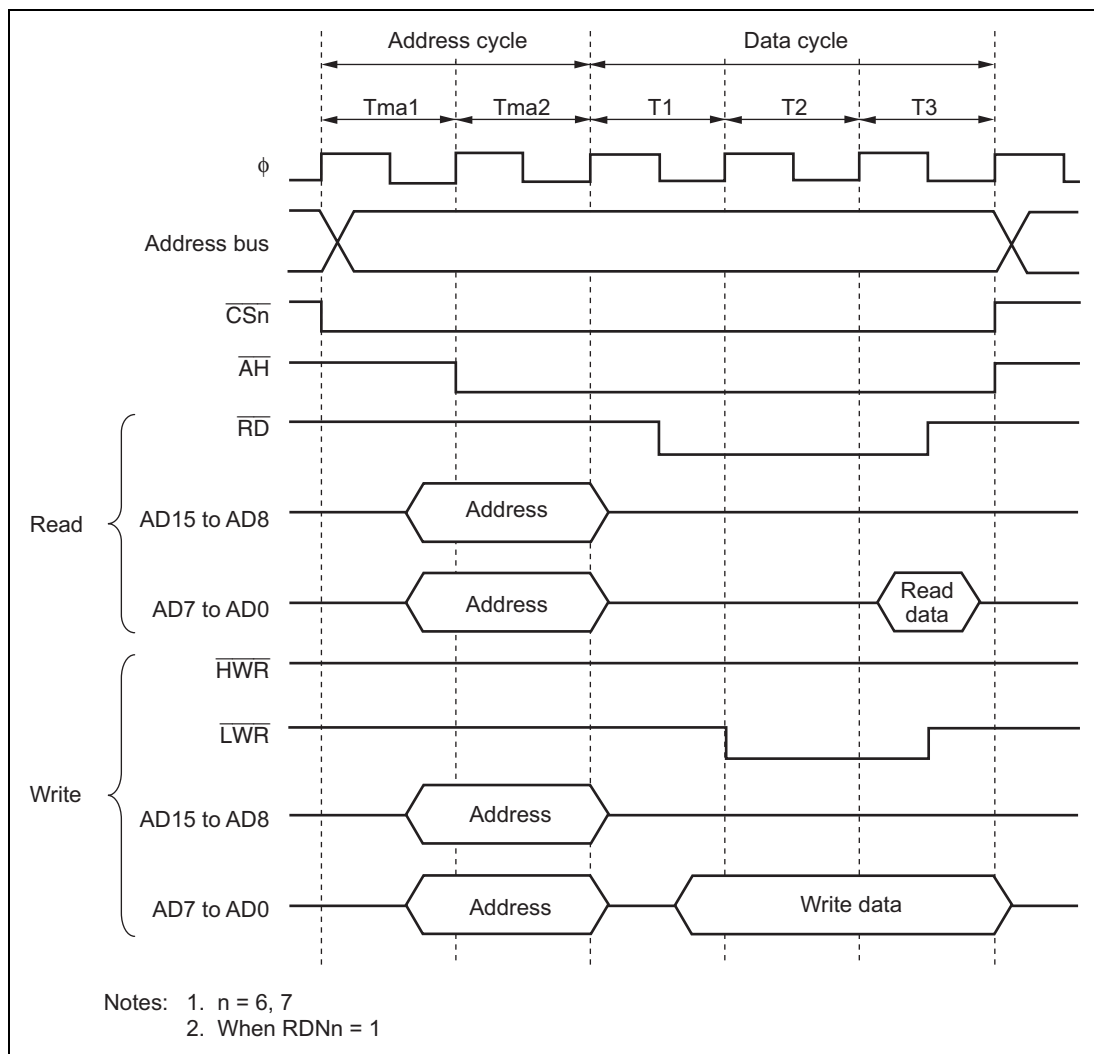 Address cycle Data cycle
Tma1 Tma2 T1 T2 T3
ϕ
Address bus
CSn
AH
RD
AD15 to AD8 Address
Read
AD7 to AD0 Address Read data
HWR
LWR
Write
AD15 to AD8 Address
AD7 to AD0 Address Write data
Notes: 1. n = 6, 7
2. When RDNn = 1